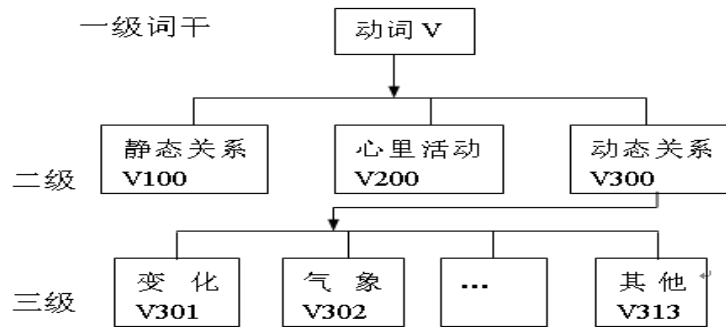 一级词干
动词V
静态关系
V100
心里活动
V200
动态关系
V300
二级
变化
V301
气象
V302
...
其他
V313
三级